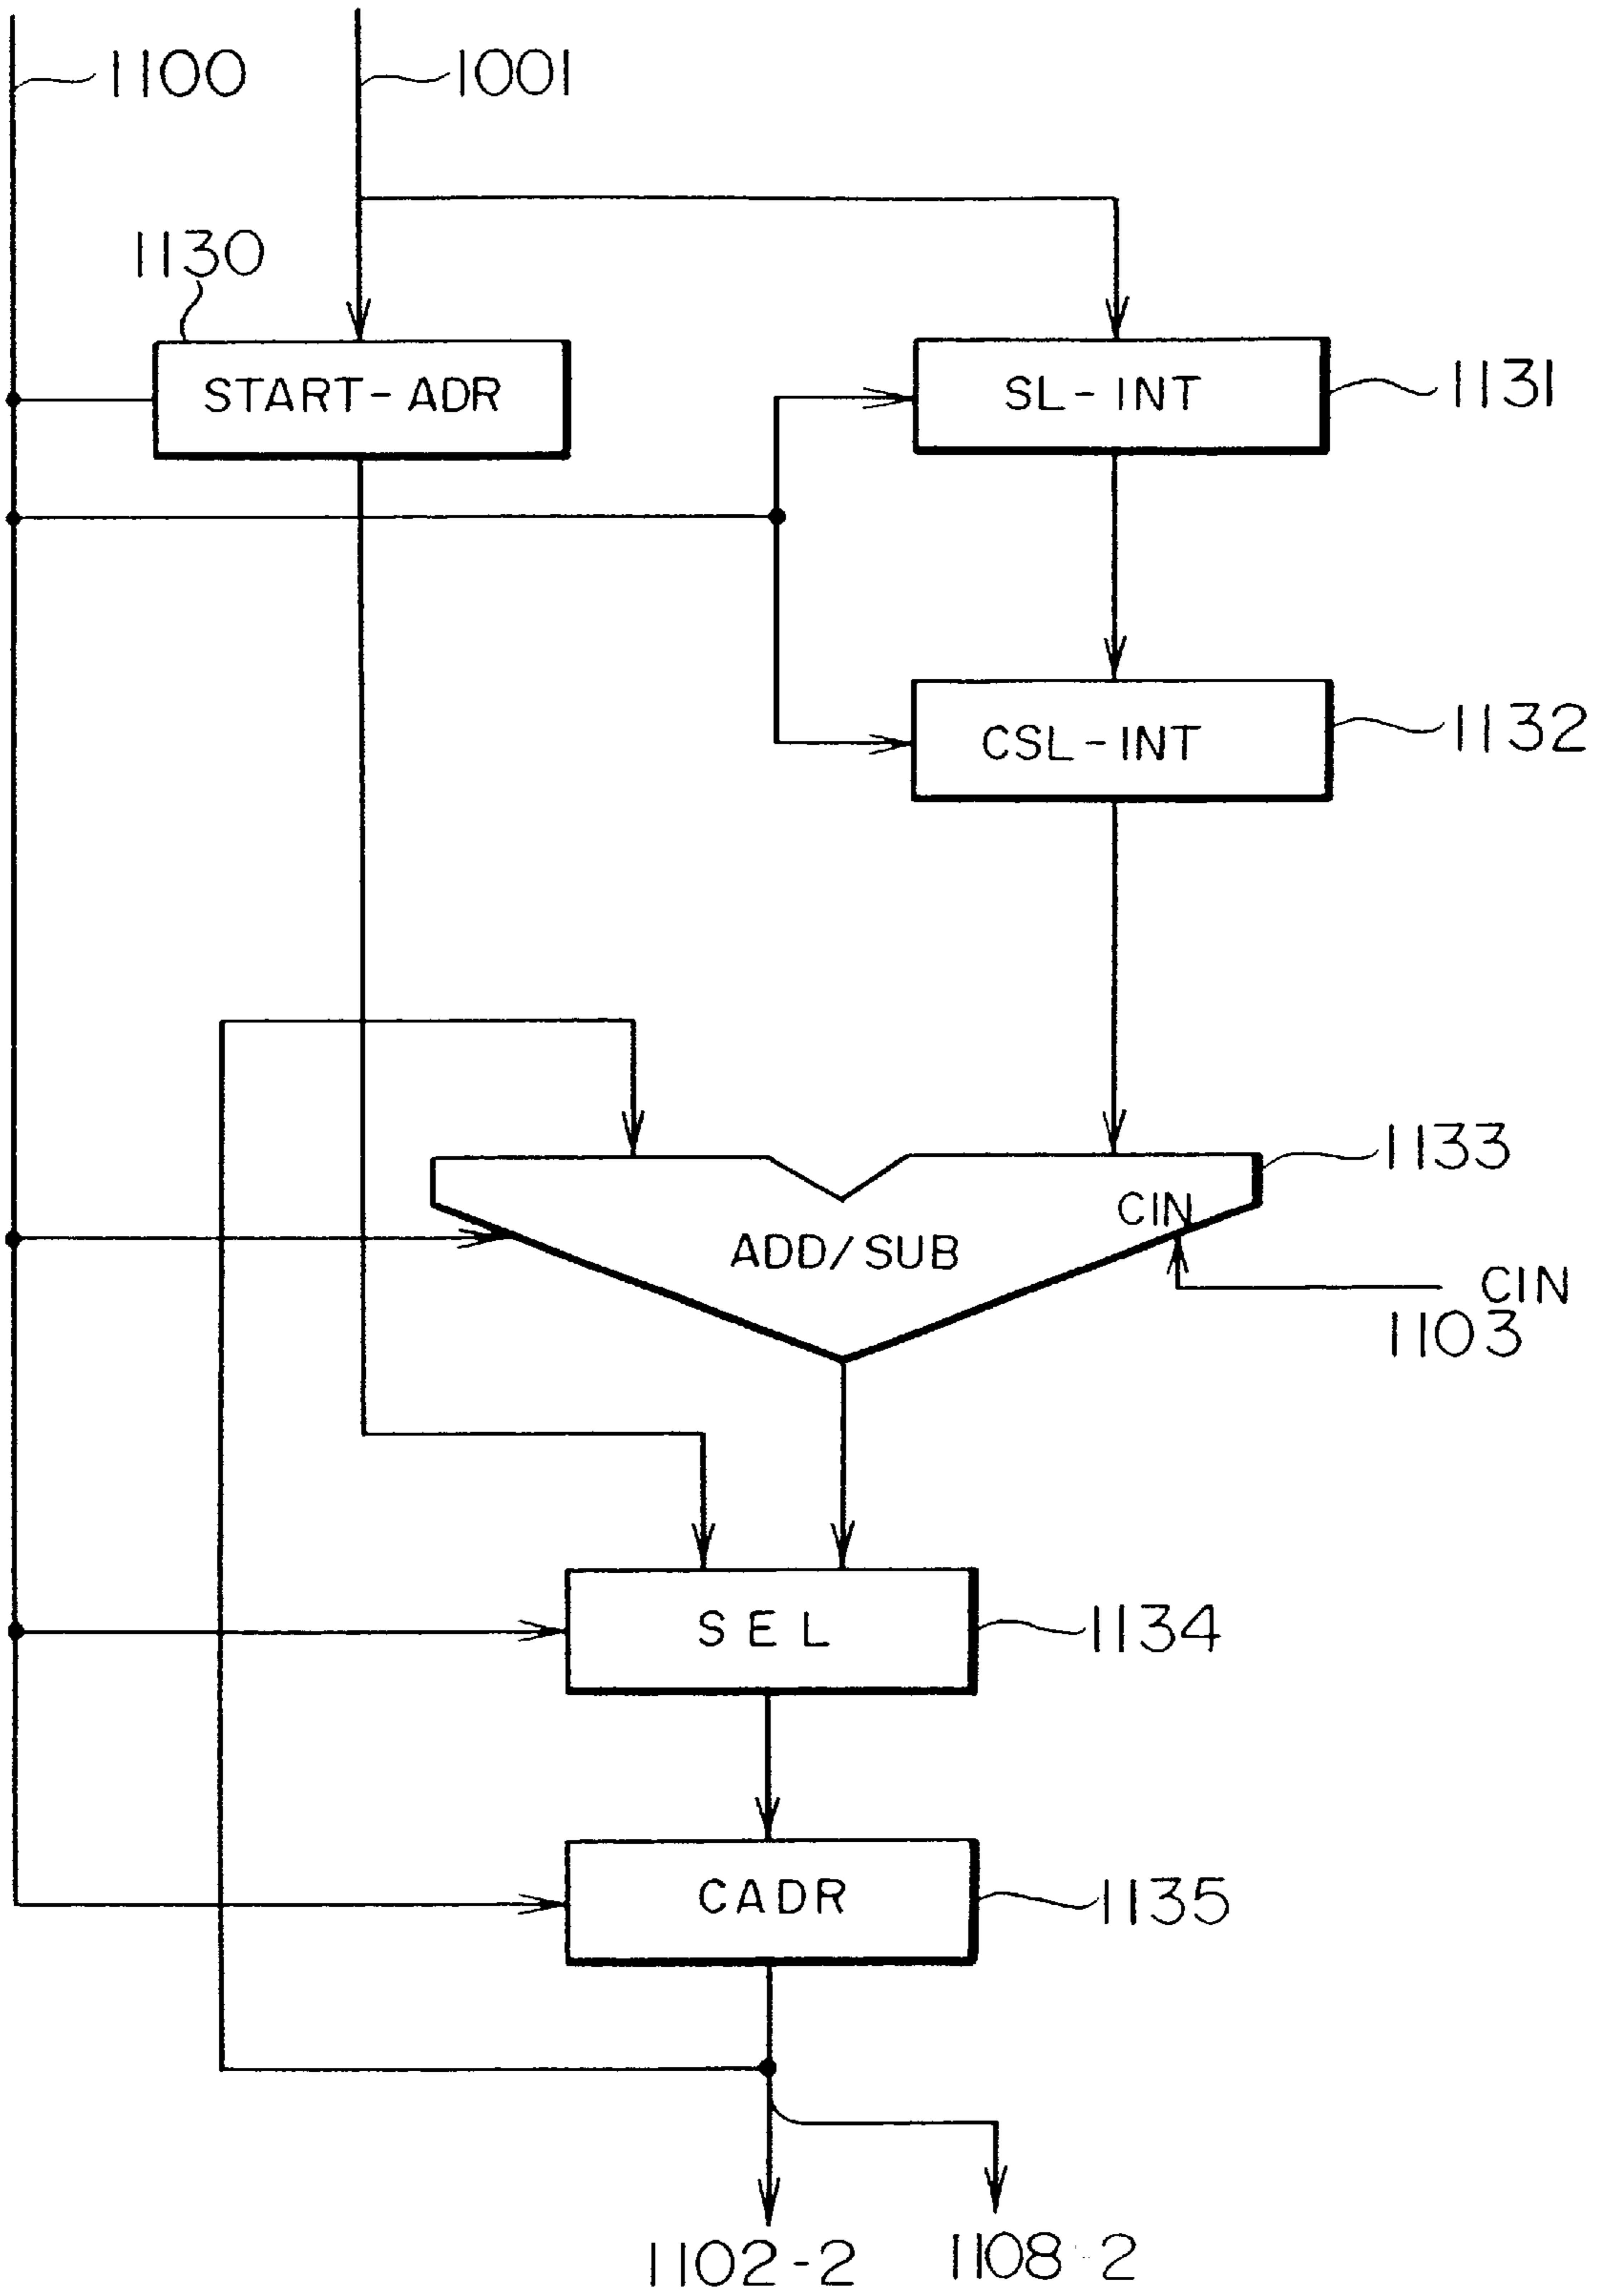 1100
1001
1130
START-ADR
SL-INT
1131
CSL-INT
1132
1133
CIN
ADD/SUB
CIN
1103
SEL
1134
CADR
1135
1102-2
1108-2